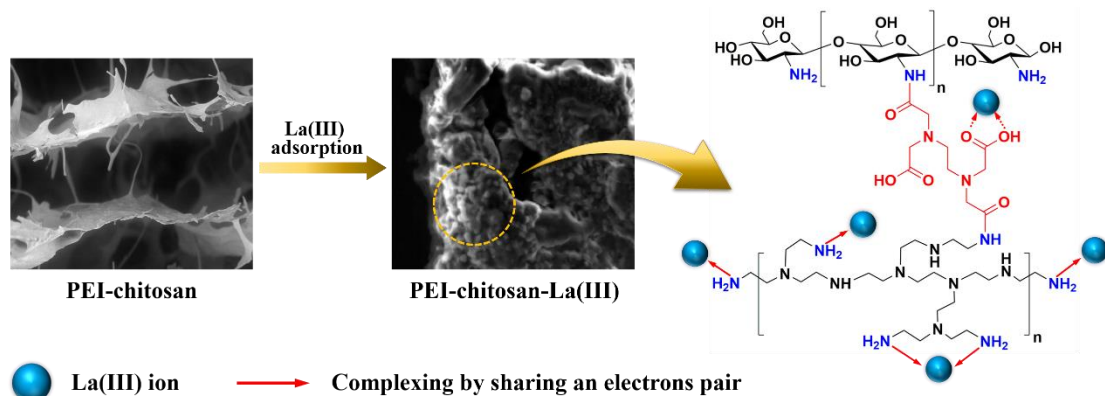 La(III)
adsorption
PEI-chitosan
PEI-chitosan-La(III)
OH OH OH
HO O O O O O OH
HO HO HO
NH2 NH n NH2
O
N O OH
HO O N
O
NH2 N H NH
H2N N NH N N H N NH2
N
H2N NH2 n
La(III) ion
Complexing by sharing an electrons pair